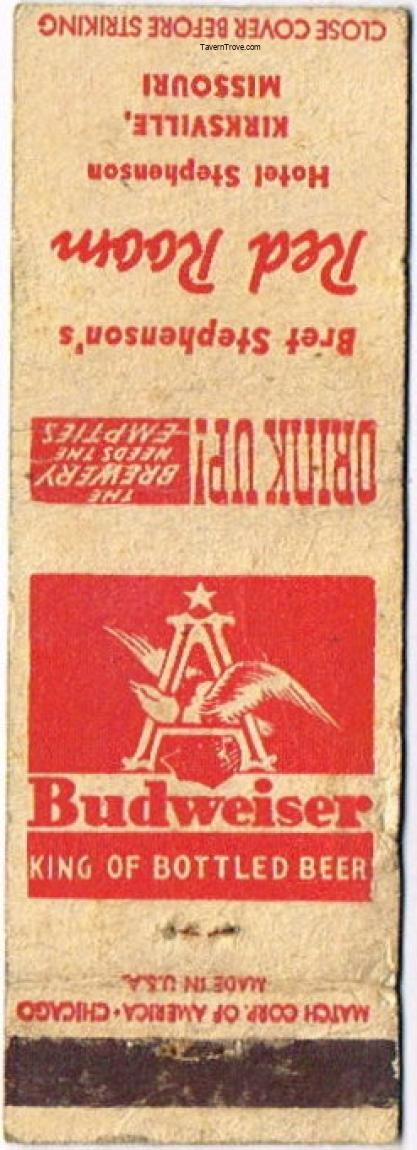 CLOSE COVER BEFORE STRIKING
TavernTrove.com
Bret Stephenson's
Red Room
Hotel Stephenson
KIRKSVILLE,
MISSOURI
DRINK UP!
THE
BREWERY
NEEDS THE
EMPTIES
A
Budweiser
KING OF BOTTLED BEER
MATCH CORP. OF AMERICA • CHICAGO
MADE IN U.S.A.